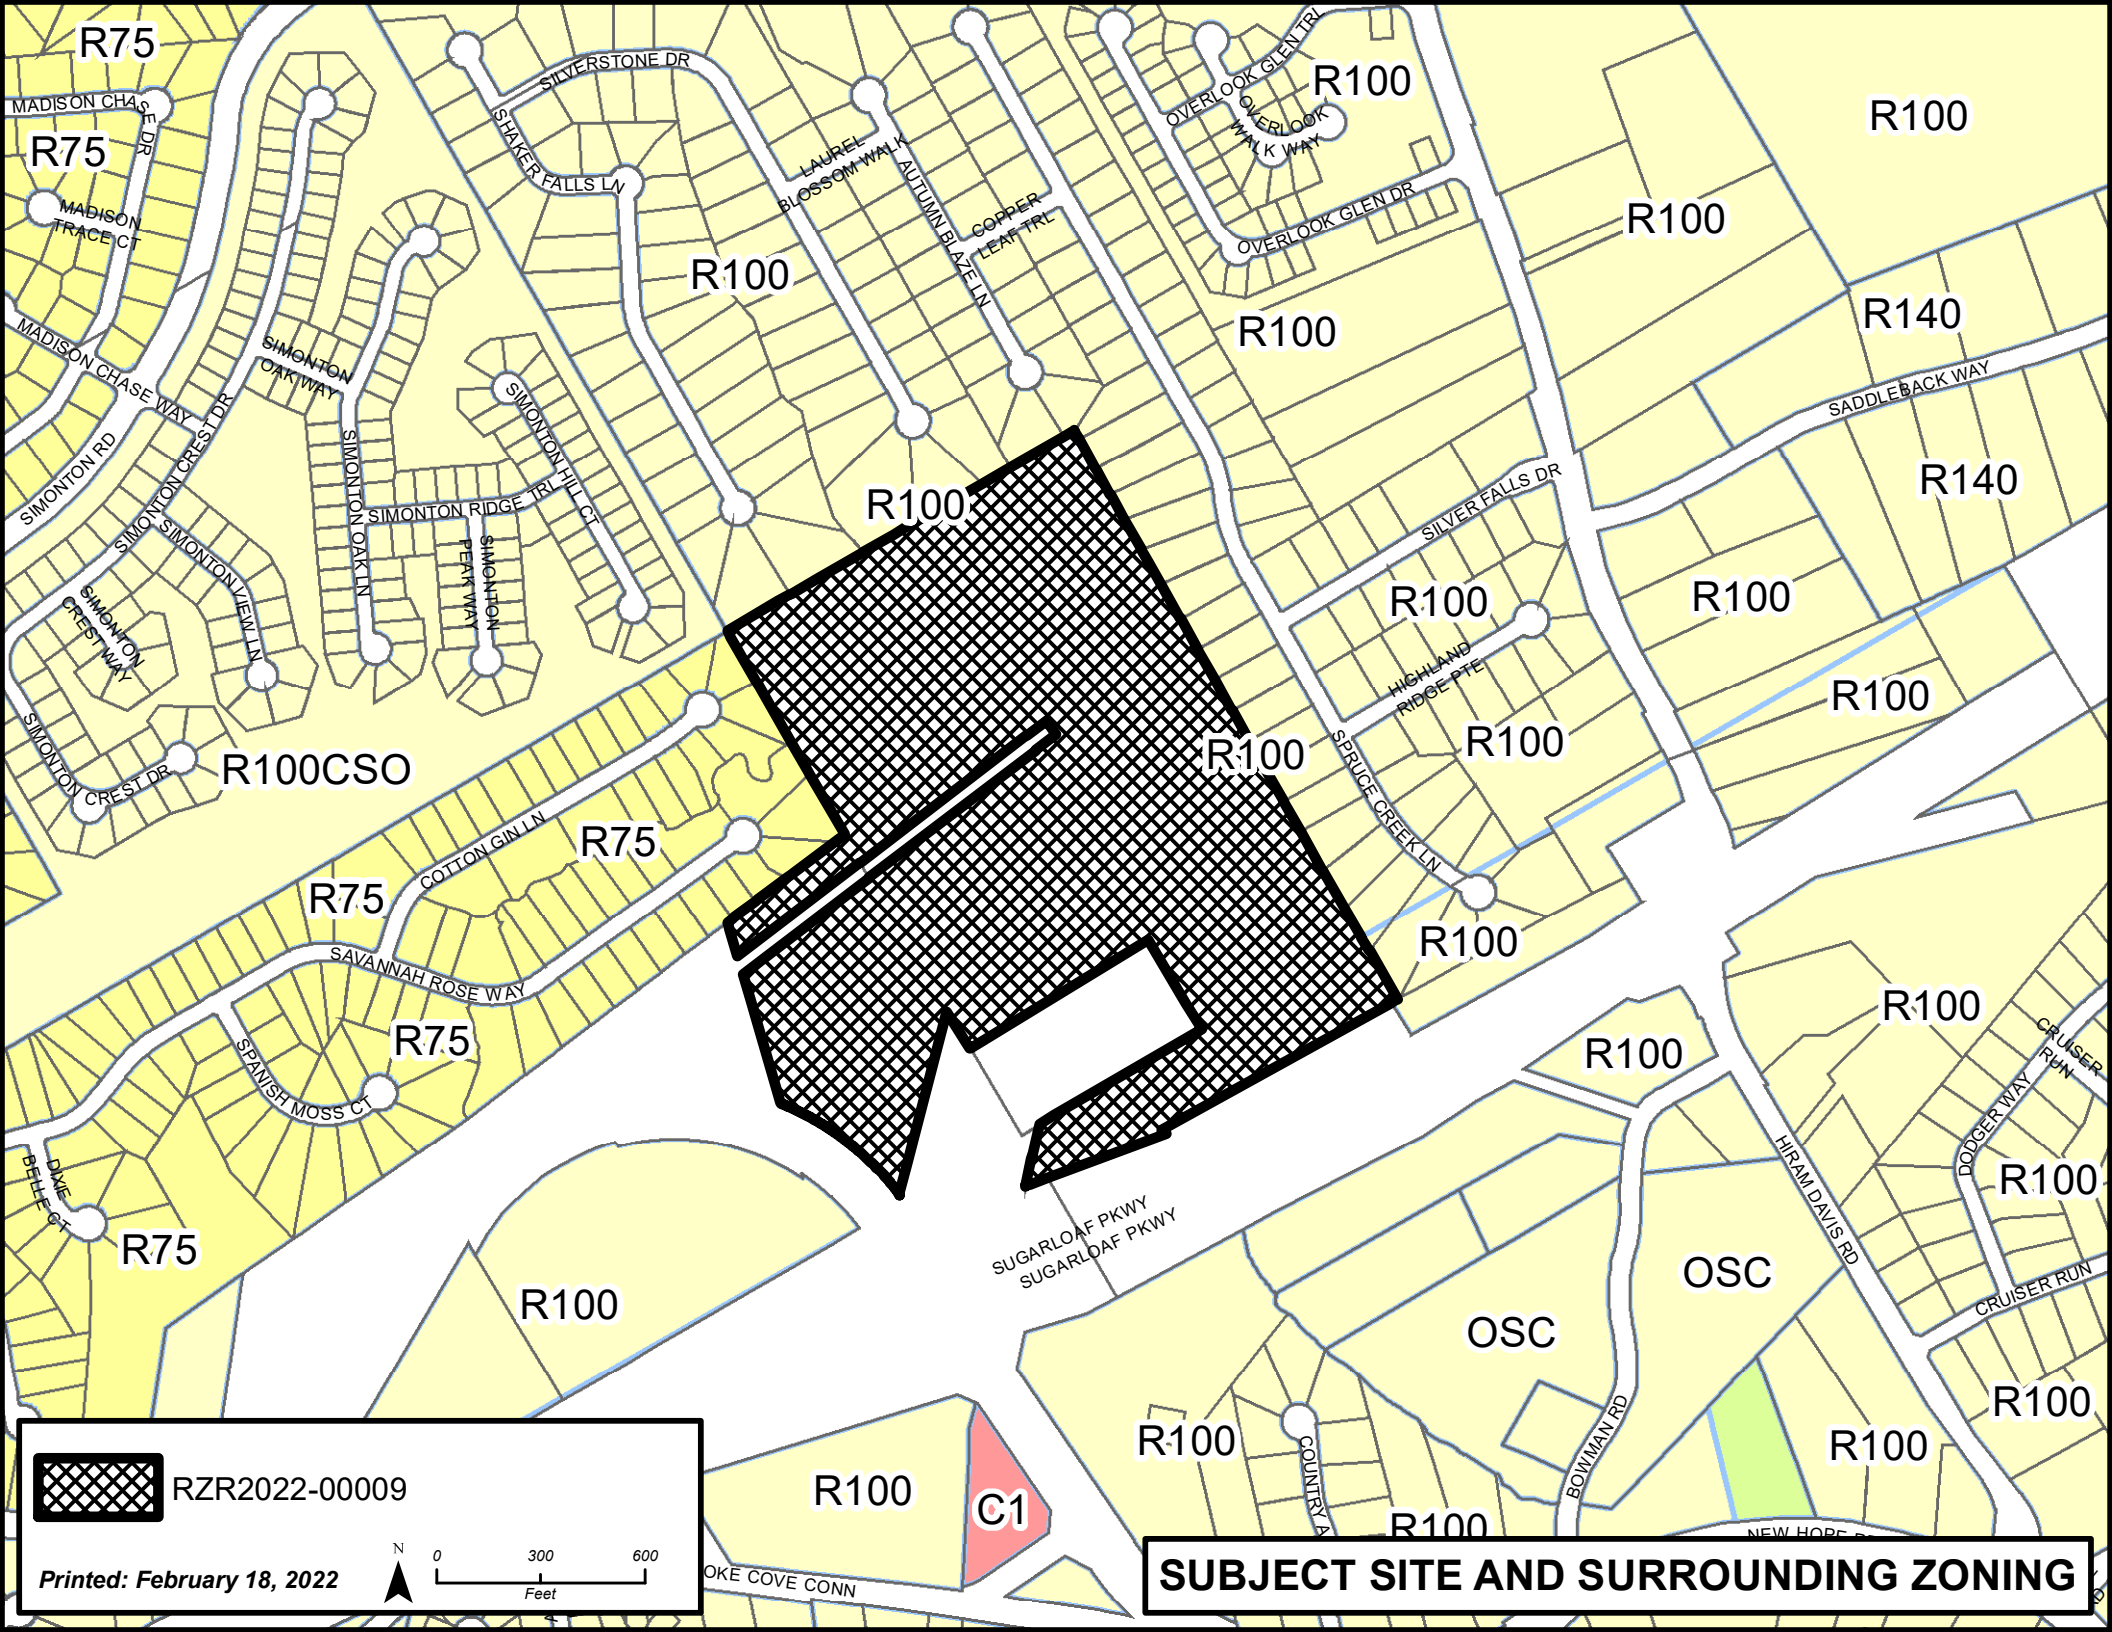 R75
MADISON CHASE DR
R75
MADISON
TRACE CT
SILVERSTONE DR
SHAKER FALLS LN
LAUREL
BLOSSOM WALK
AUTUMN BLAZE LN
COPPER
LEAF TRL
OVERLOOK GLEN TRL
OVERLOOK
WALK WAY
OVERLOOK GLEN DR
R100
R100
R100
R100
R100
R140
SADDLEBACK WAY
R140
MADISON CHASE WAY
SIMONTON RD
SIMONTON CREST DR
SIMONTON
OAK WAY
SIMONTON OAK LN
SIMONTON RIDGE TRL
SIMONTON HILL CT
SIMONTON
PEAK WAY
SIMONTON VIEW LN
SIMONTON
CREST WAY
SIMONTON CREST DR
R100CSO
R100
SILVER FALLS DR
R100
R100
HIGHLAND
RIDGE PTE
R100
R100
R100
SPRUCE CREEK LN
R100
COTTON GIN LN
R75
R75
SAVANNAH ROSE WAY
R75
SPANISH MOSS CT
DIXIE
BELLE CT
R75
R100
SUGARLOAF PKWY
SUGARLOAF PKWY
R100
R100
CRUISER
RUN
DODGER WAY
R100
HIRAM DAVIS RD
CRUISER RUN
OSC
OSC
BOWMAN RD
R100
R100
R100
COUNTRY A
R100
R100
C1
OKE COVE CONN
NEW HOPE R
RZR2022-00009
N
0 300 600
Feet
Printed: February 18, 2022
SUBJECT SITE AND SURROUNDING ZONING